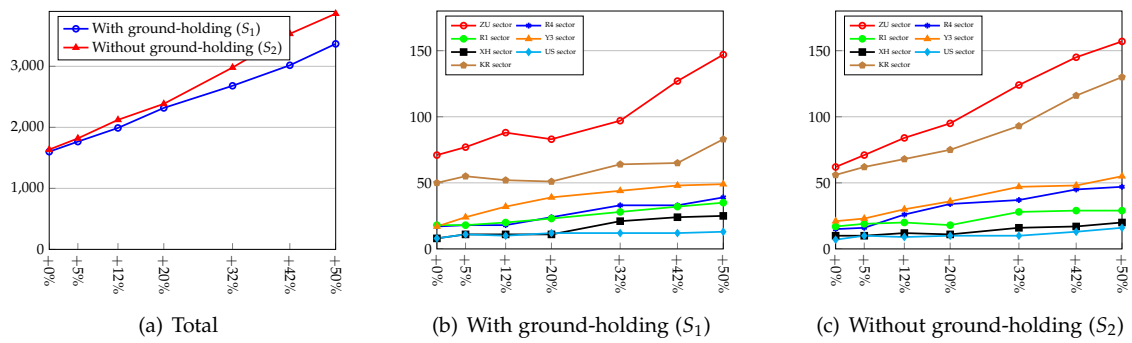 With ground-holding (S1)
Without ground-holding (S2)
3,000
2,000
1,000
0
+0%
+5%
+12%
+20%
+32%
+42%
+50%
(a) Total
ZU sector R4 sector
R1 sector Y3 sector
XH sector US sector
KR sector
150
100
50
0
+0%
+5%
+12%
+20%
+32%
+42%
+50%
(b) With ground-holding (S1)
ZU sector R4 sector
R1 sector Y3 sector
XH sector US sector
KR sector
150
100
50
0
+0%
+5%
+12%
+20%
+32%
+42%
+50%
(c) Without ground-holding (S2)